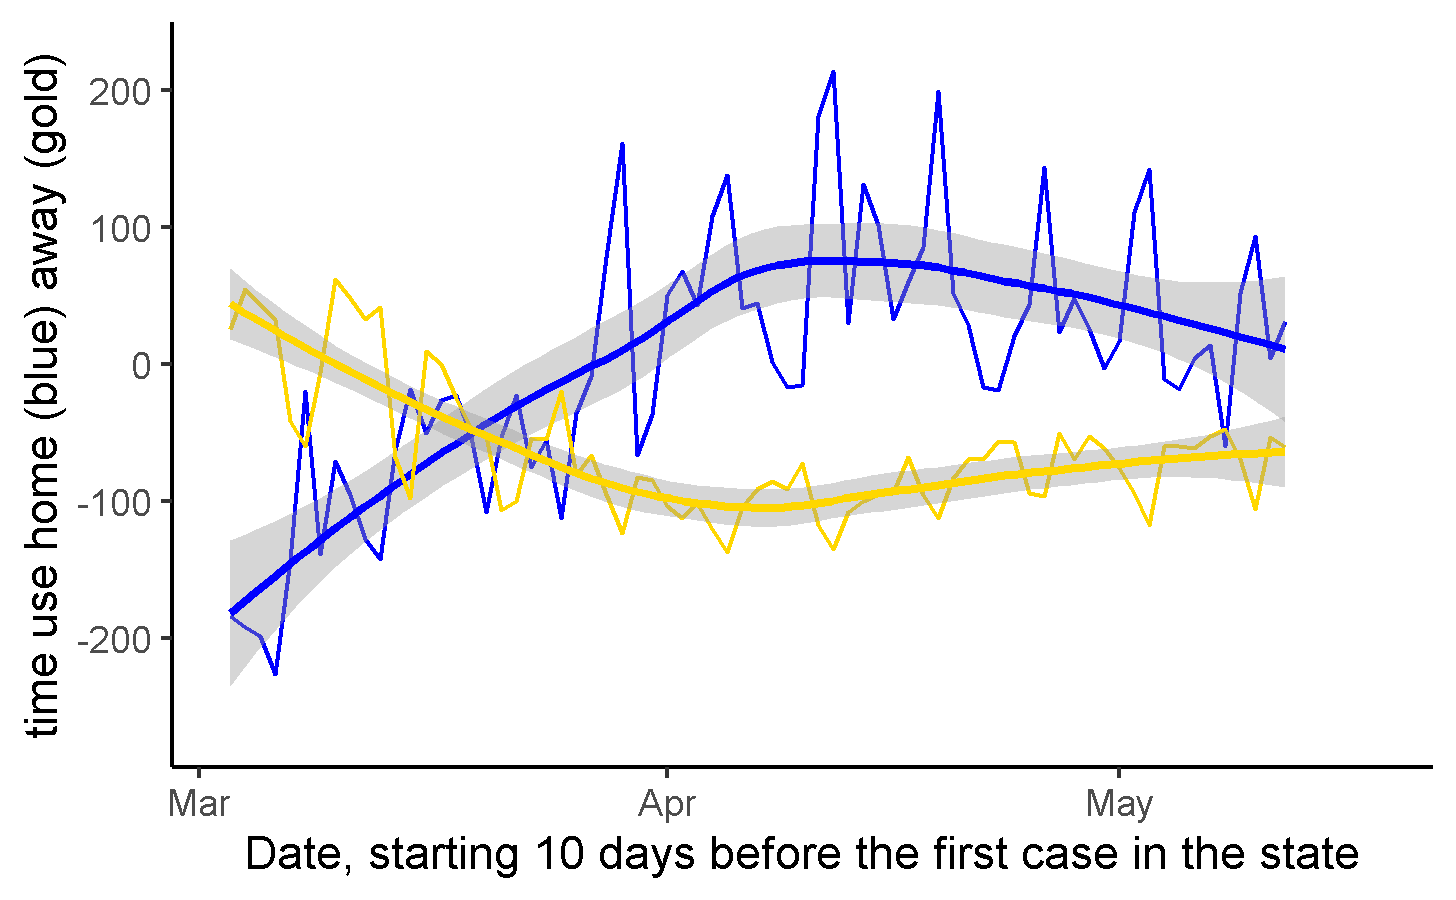 time use home (blue) away (gold)
200
100
0
-100
-200
Mar
Apr
May
Date, starting 10 days before the first case in the state